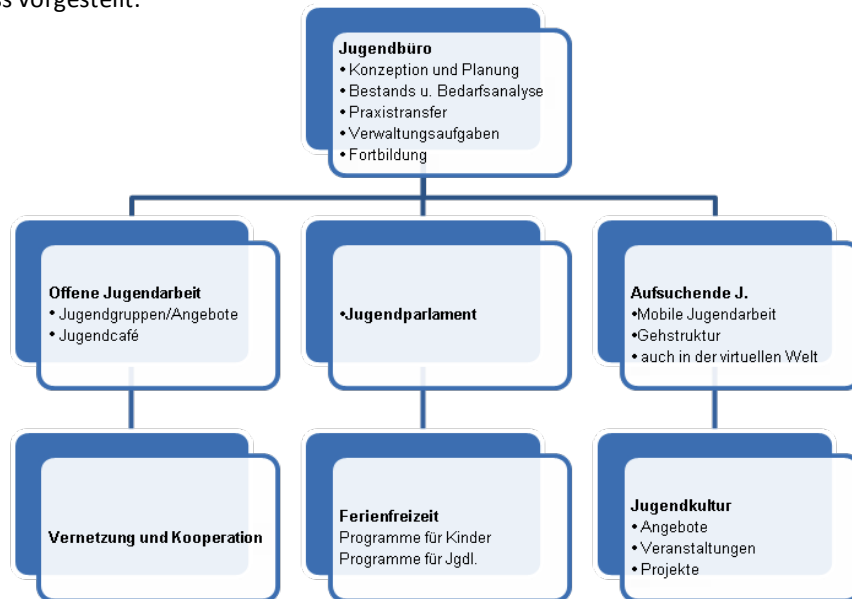 ss vorgestellt.
Jugendbüro
• Konzeption und Planung
• Bestands u. Bedarfsanalyse
• Praxistransfer
• Verwaltungsaufgaben
• Fortbildung
Offene Jugendarbeit
• Jugendgruppen/Angebote
• Jugendcafé
•Jugendparlament
Aufsuchende J.
•Mobile Jugendarbeit
•Gehstruktur
• auch in der virtuellen Welt
Vernetzung und Kooperation
Ferienfreizeit
Programme für Kinder
Programme für Jgdl.
Jugendkultur
• Angebote
• Veranstaltungen
• Projekte